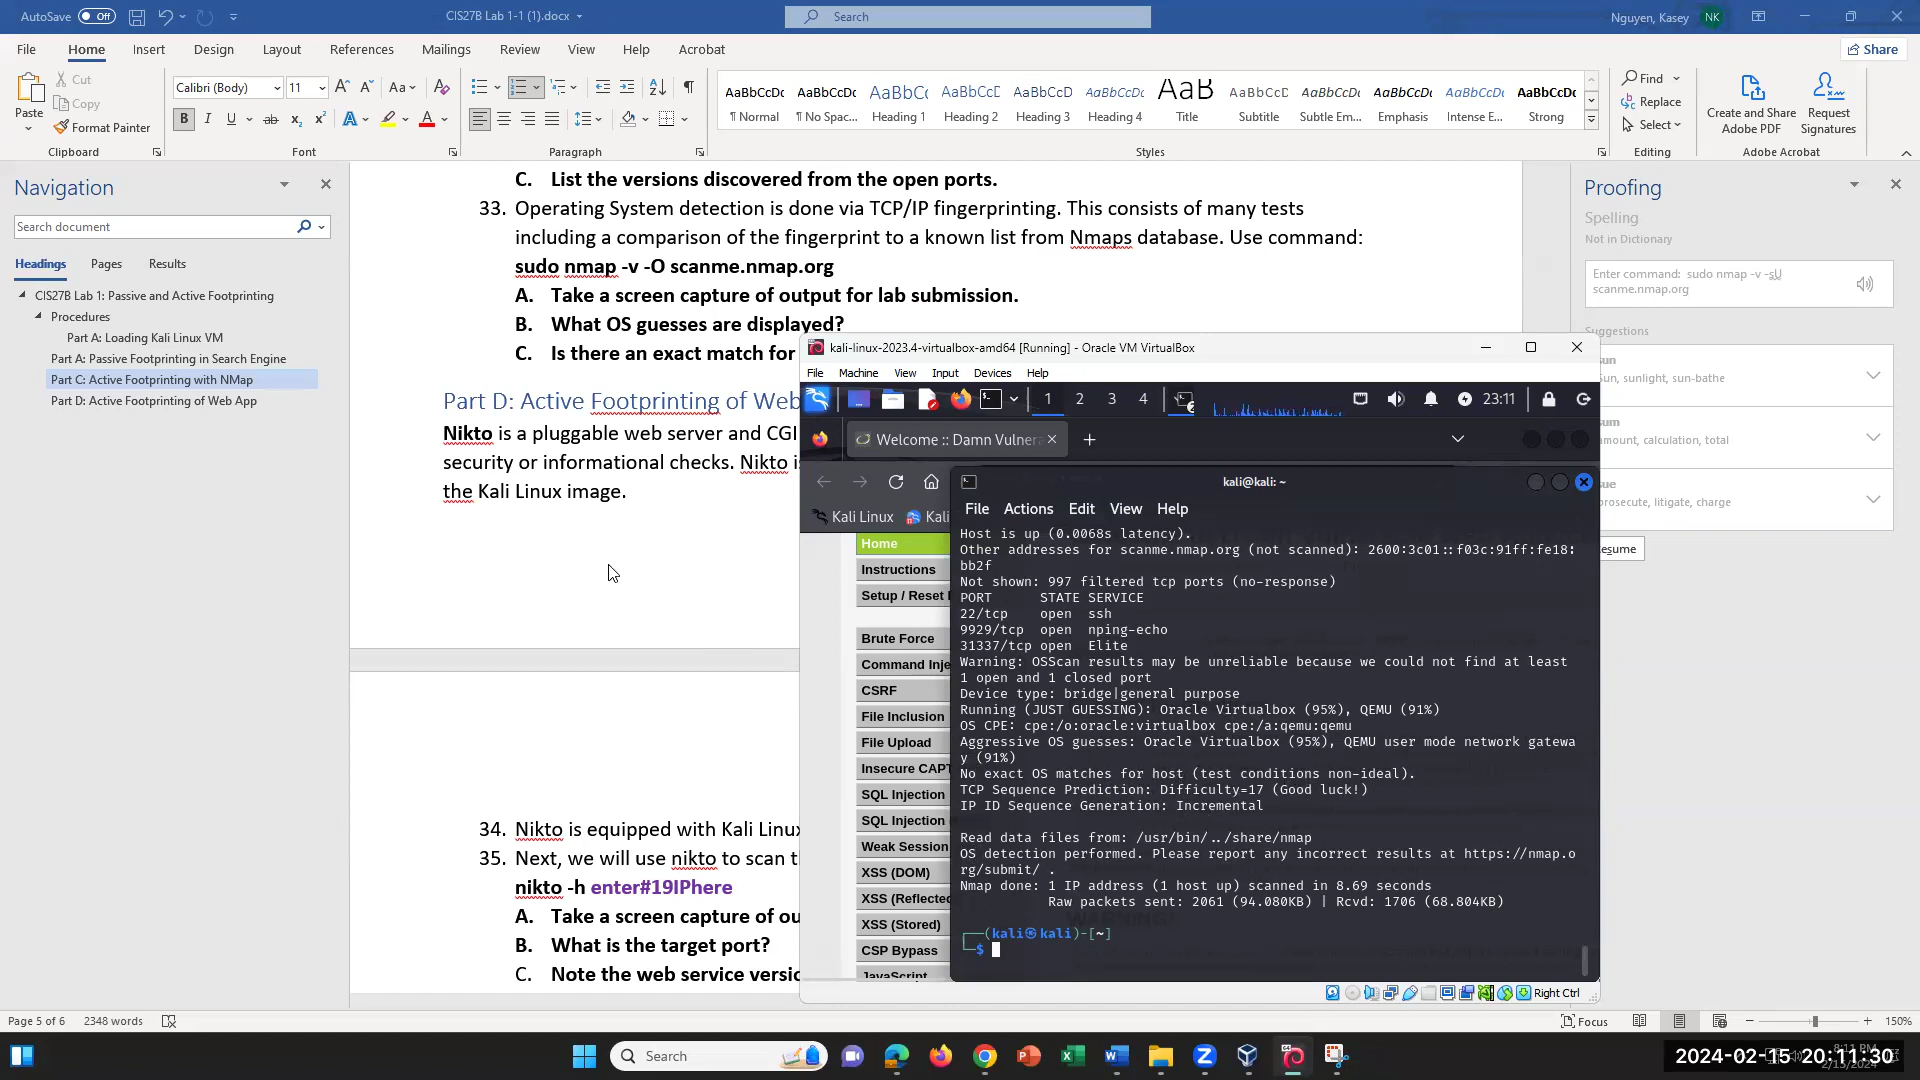 AutoSave Off
CIS27B Lab 1-1 (1).docx
Search
Nguyen, Kasey NK
File Home Insert Design Layout References Mailings Review View Help Acrobat
Share
Paste
Cut
Copy
Format Painter
Calibri (Body) 11
AaBbCcDc AaBbCcDc AaBbCc AaBbCcD AaBbCcDc AaBbCcDc AaB AaBbCcD AaBbCcDc AaBbCcDc AaBbCcDc AaBbCcDc
¶ Normal ¶ No Spac... Heading 1 Heading 2 Heading 3 Heading 4 Title Subtitle Subtle Em... Emphasis Intense E... Strong
Find
Replace
Select
Create and Share Adobe PDF
Request Signatures
Clipboard Font Paragraph Styles Editing Adobe Acrobat
Navigation
Search document
Headings Pages Results
CIS27B Lab 1: Passive and Active Footprinting
Procedures
Part A: Loading Kali Linux VM
Part A: Passive Footprinting in Search Engine
Part C: Active Footprinting with NMap
Part D: Active Footprinting of Web App
C. List the versions discovered from the open ports.
33. Operating System detection is done via TCP/IP fingerprinting. This consists of many tests
including a comparison of the fingerprint to a known list from Nmaps database. Use command:
sudo nmap -v -O scanme.nmap.org
A. Take a screen capture of output for lab submission.
B. What OS guesses are displayed?
C. Is there an exact match for
Part D: Active Footprinting of Web
Nikto is a pluggable web server and CGI
security or informational checks. Nikto is
the Kali Linux image.
34. Nikto is equipped with Kali Linux
35. Next, we will use nikto to scan th
nikto -h enter#19IPhere
A. Take a screen capture of ou
B. What is the target port?
C. Note the web service versio
Proofing
Spelling
Not in Dictionary
Enter command: sudo nmap -v -sU
scanme.nmap.org
Suggestions
sun
Sun, sunlight, sun-bathe
sum
amount, calculation, total
sue
prosecute, litigate, charge
esume
kali-linux-2023.4-virtualbox-amd64 [Running] - Oracle VM VirtualBox
File Machine View Input Devices Help
1 2 3 4
23:11
Welcome :: Damn Vulnera
Kali Linux Kali
Home
Instructions
Setup / Reset
Brute Force
Command Inje
CSRF
File Inclusion
File Upload
Insecure CAPT
SQL Injection
SQL Injection (
Weak Session
XSS (DOM)
XSS (Reflected
XSS (Stored)
CSP Bypass
JavaScript
kali@kali: ~
File Actions Edit View Help
Host is up (0.0068s latency).
Other addresses for scanme.nmap.org (not scanned): 2600:3c01::f03c:91ff:fe18:
bb2f
Not shown: 997 filtered tcp ports (no-response)
PORT STATE SERVICE
22/tcp open ssh
9929/tcp open nping-echo
31337/tcp open Elite
Warning: OSScan results may be unreliable because we could not find at least
1 open and 1 closed port
Device type: bridge|general purpose
Running (JUST GUESSING): Oracle Virtualbox (95%), QEMU (91%)
OS CPE: cpe:/o:oracle:virtualbox cpe:/a:qemu:qemu
Aggressive OS guesses: Oracle Virtualbox (95%), QEMU user mode network gatewa
y (91%)
No exact OS matches for host (test conditions non-ideal).
TCP Sequence Prediction: Difficulty=17 (Good luck!)
IP ID Sequence Generation: Incremental
Read data files from: /usr/bin/../share/nmap
OS detection performed. Please report any incorrect results at https://nmap.o
rg/submit/ .
Nmap done: 1 IP address (1 host up) scanned in 8.69 seconds
Raw packets sent: 2061 (94.080KB) | Rcvd: 1706 (68.804KB)
┌──(kali㉿kali)-[~]
└─$
Right Ctrl
Page 5 of 6 2348 words
Focus
150%
Search
8:11 PM
2/15/2024
2024-02-15 20:11:30